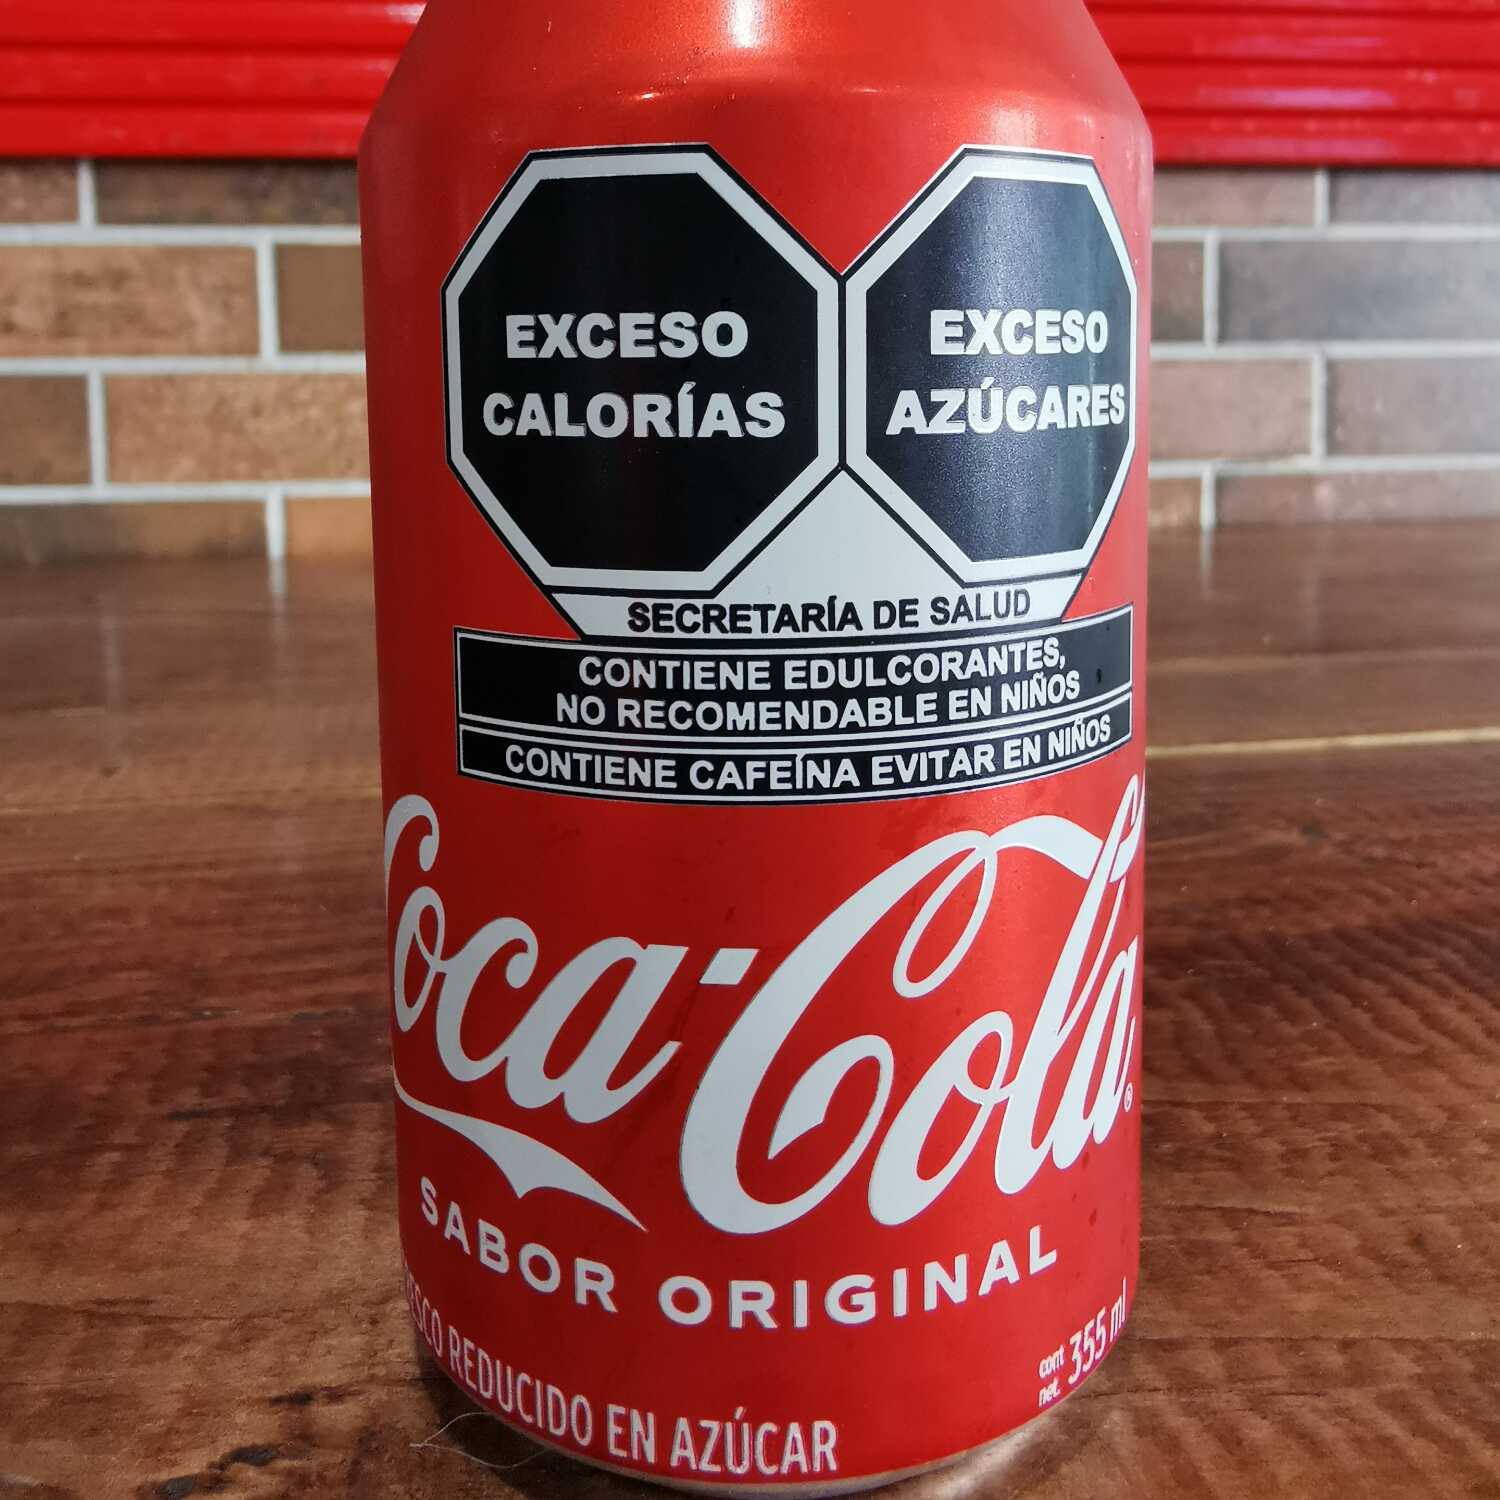 EXCESO
CALORÍAS
EXCESO
AZÚCARES
SECRETARÍA DE SALUD
CONTIENE EDULCORANTES,
NO RECOMENDABLE EN NIÑOS
CONTIENE CAFEÍNA EVITAR EN NIÑOS
Coca-Cola®
SABOR ORIGINAL
REDUCIDO EN AZÚCAR
cont. net. 355 ml